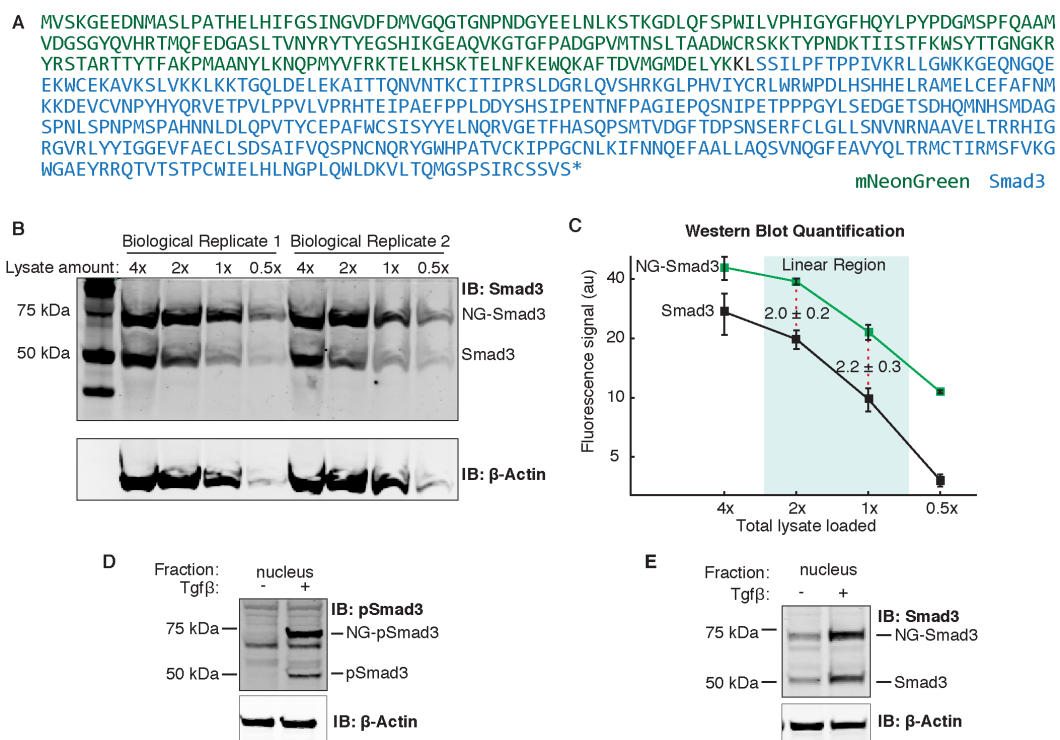 A
MVSKGEEDNMASLPATHELHIFGSINGVDFDMVGQGTGNPNDGYEELNLKSTKGDLQFSPWILVPHIGYGFHQYLPYPDGMSPFQAAM
VDGSGYQVHRTMQFEDGASLTVNYRYTYEGSHIKGEAQVKGTGFPADGPVMTNSLTAADWCRSKKTYPNDKTIISTFKWSYTTGNGKR
YRSTARTTYTFAKPMAANYLKNQPMYVFRKTELKHSKTELNFKEWQKAFTDVMGMDELYKKLSSILPFTPPIVKRLLGWKKGEQNGQE
EKWCEKAVKSLVKKLKKTGQLDELEKAITTQNVNTKCITIPRSLDGRLQVSHRKGLPHVIYCRLWRWPDLHSHHELRAMELCEFAFNM
KKDEVCVNPYHYQRVETPVLPPVLVPRHTEIPAEFPPLDDYSHSIPENTNFPAGIEPQSNIPETPPPGYLSEDGETSDHQMNHSMDAG
SPNLSPNPMSPAHNNLDLQPVTYCEPAFWCSISYYELNQRVGETFHASQPSMTVDGFTDPSNSERFCLGLLSNVNRNAAVELTRRHIG
RGVRLYYIGGEVFAECLSDSAIFVQSPNCNQRYGWHPATVCKIPPGCNLKIFNNQEFAALLAQSVNQGFEAVYQLTRMCTIRMSFVKG
WGAEYRRQTVTSTPCWIELHLNGPLQWLDKVLTQMGSPSIRCSSVS*
mNeonGreen Smad3
B
Biological Replicate 1 Biological Replicate 2
Lysate amount: 4x 2x 1x 0.5x 4x 2x 1x 0.5x
IB: Smad3
75 kDa
NG-Smad3
50 kDa
Smad3
IB: β-Actin
C
Western Blot Quantification
Fluorescence signal (au)
40
20
10
5
NG-Smad3
Smad3
Linear Region
2.0 ± 0.2
2.2 ± 0.3
4x 2x 1x 0.5x
Total lysate loaded
D
Fraction: nucleus
Tgfβ: - +
IB: pSmad3
75 kDa
NG-pSmad3
50 kDa
pSmad3
IB: β-Actin
E
Fraction: nucleus
Tgfβ: - +
IB: Smad3
75 kDa
NG-Smad3
50 kDa
Smad3
IB: β-Actin